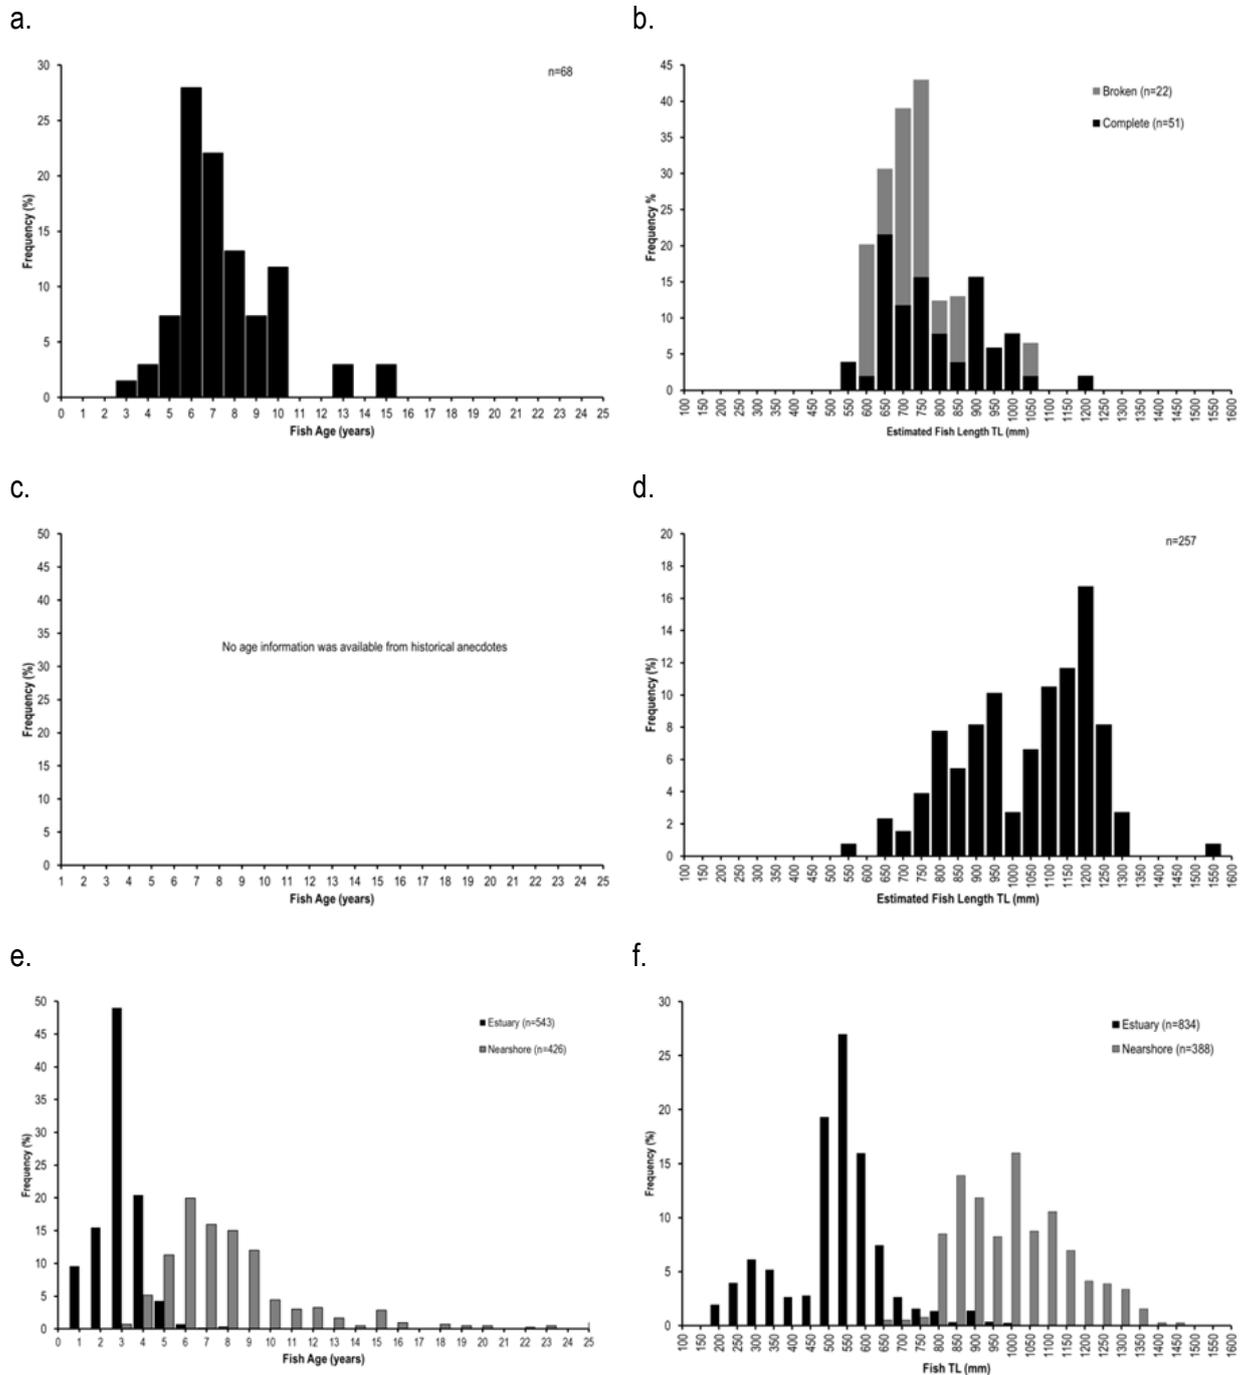 a.
30
25
20
15
10
5
0
Frequency (%)
n=68
0 1 2 3 4 5 6 7 8 9 10 11 12 13 14 15 16 17 18 19 20 21 22 23 24 25
Fish Age (years)
b.
45
40
35
30
25
20
15
10
5
0
Frequency %
Broken (n=22)
Complete (n=51)
100 150 200 250 300 350 400 450 500 550 600 650 700 750 800 850 900 950 1000 1050 1100 1150 1200 1250 1300 1350 1400 1450 1500 1550 1600
Estimated Fish Length TL (mm)
c.
50
45
40
35
30
25
20
15
10
5
0
Frequency (%)
No age information was available from historical anecdotes
1 2 3 4 5 6 7 8 9 10 11 12 13 14 15 16 17 18 19 20 21 22 23 24 25
Fish Age (years)
d.
20
18
16
14
12
10
8
6
4
2
0
Frequency (%)
n=257
100 150 200 250 300 350 400 450 500 550 600 650 700 750 800 850 900 950 1000 1050 1100 1150 1200 1250 1300 1350 1400 1450 1500 1550 1600
Estimated Fish Length TL (mm)
e.
50
45
40
35
30
25
20
15
10
5
0
Frequency (%)
Estuary (n=543)
Nearshore (n=426)
0 1 2 3 4 5 6 7 8 9 10 11 12 13 14 15 16 17 18 19 20 21 22 23 24 25
Fish Age (years)
f.
30
25
20
15
10
5
0
Frequency (%)
Estuary (n=834)
Nearshore (n=388)
100 150 200 250 300 350 400 450 500 550 600 650 700 750 800 850 900 950 1000 1050 1100 1150 1200 1250 1300 1350 1400 1450 1500 1550 1600
Fish TL (mm)